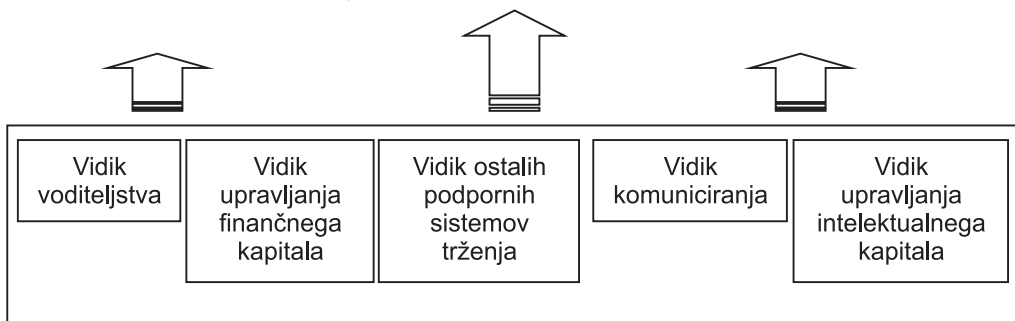 Vidik
voditeljstva
Vidik
upravljanja
finančnega
kapitala
Vidik ostalih
podpornih
sistemov
trženja
Vidik
komuniciranja
Vidik
upravljanja
intelektualnega
kapitala